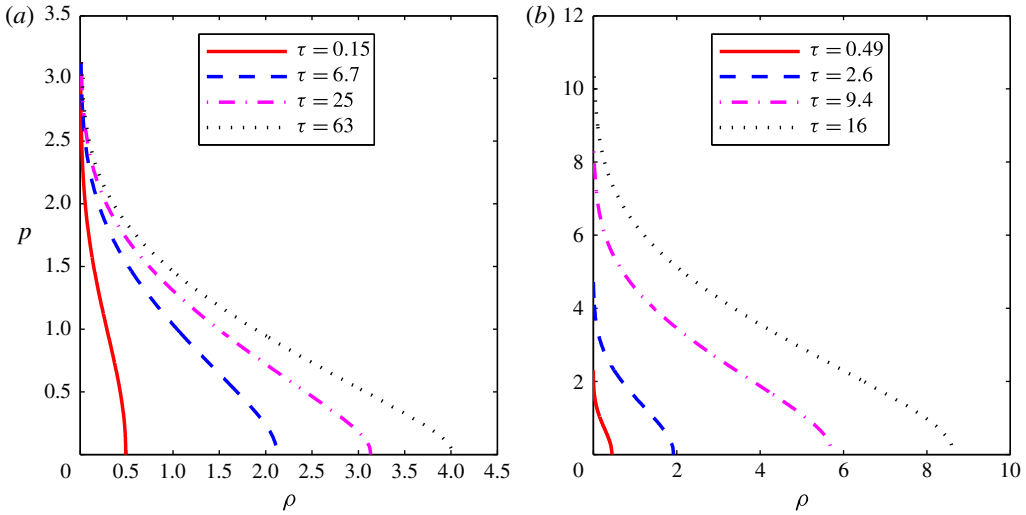 (a)
3.5
3.0
2.5
2.0
1.5
1.0
0.5
0
p
0.5 1.0 1.5 2.0 2.5 3.0 3.5 4.0 4.5
ρ
τ = 0.15
τ = 6.7
τ = 25
τ = 63
(b)
12
10
8
6
4
2
0 2 4 6 8 10
ρ
τ = 0.49
τ = 2.6
τ = 9.4
τ = 16